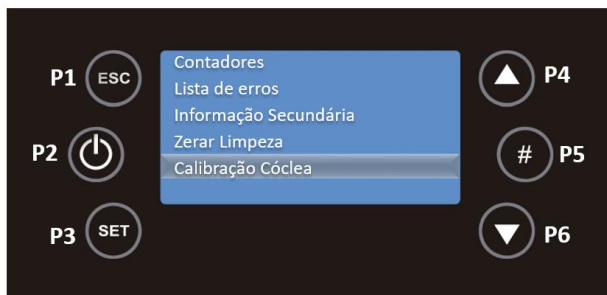 P1 ESC
P2
P3 SET
Contadores
Lista de erros
Informação Secundária
Zerar Limpeza
Calibração Cóclea
P4
# P5
P6